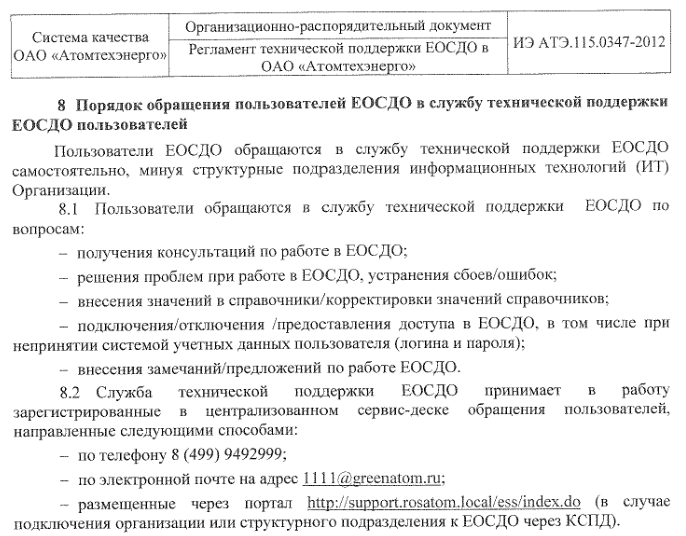 Система качества
ОАО «Атомтехэнерго»
Организационно-распорядительный документ
Регламент технической поддержки ЕОСДО в
ОАО «Атомтехэнерго»
ИЭ АТЭ.115.0347-2012
8 Порядок обращения пользователей ЕОСДО в службу технической поддержки
ЕОСДО пользователей
Пользователи ЕОСДО обращаются в службу технической поддержки ЕОСДО
самостоятельно, минуя структурные подразделения информационных технологий (ИТ)
Организации.
8.1 Пользователи обращаются в службу технической поддержки ЕОСДО по
вопросам:
– получения консультаций по работе в ЕОСДО;
– решения проблем при работе в ЕОСДО, устранения сбоев/ошибок;
– внесения значений в справочники/корректировки значений справочников;
– подключения/отключения /предоставления доступа в ЕОСДО, в том числе при
непринятии системой учетных данных пользователя (логина и пароля);
– внесения замечаний/предложений по работе ЕОСДО.
8.2 Служба технической поддержки ЕОСДО принимает в работу
зарегистрированные в централизованном сервис-деске обращения пользователей,
направленные следующими способами:
– по телефону 8 (499) 9492999;
– по электронной почте на адрес 1111@greenatom.ru;
– размещенные через портал http://support.rosatom.local/ess/index.do (в случае
подключения организации или структурного подразделения к ЕОСДО через КСПД).